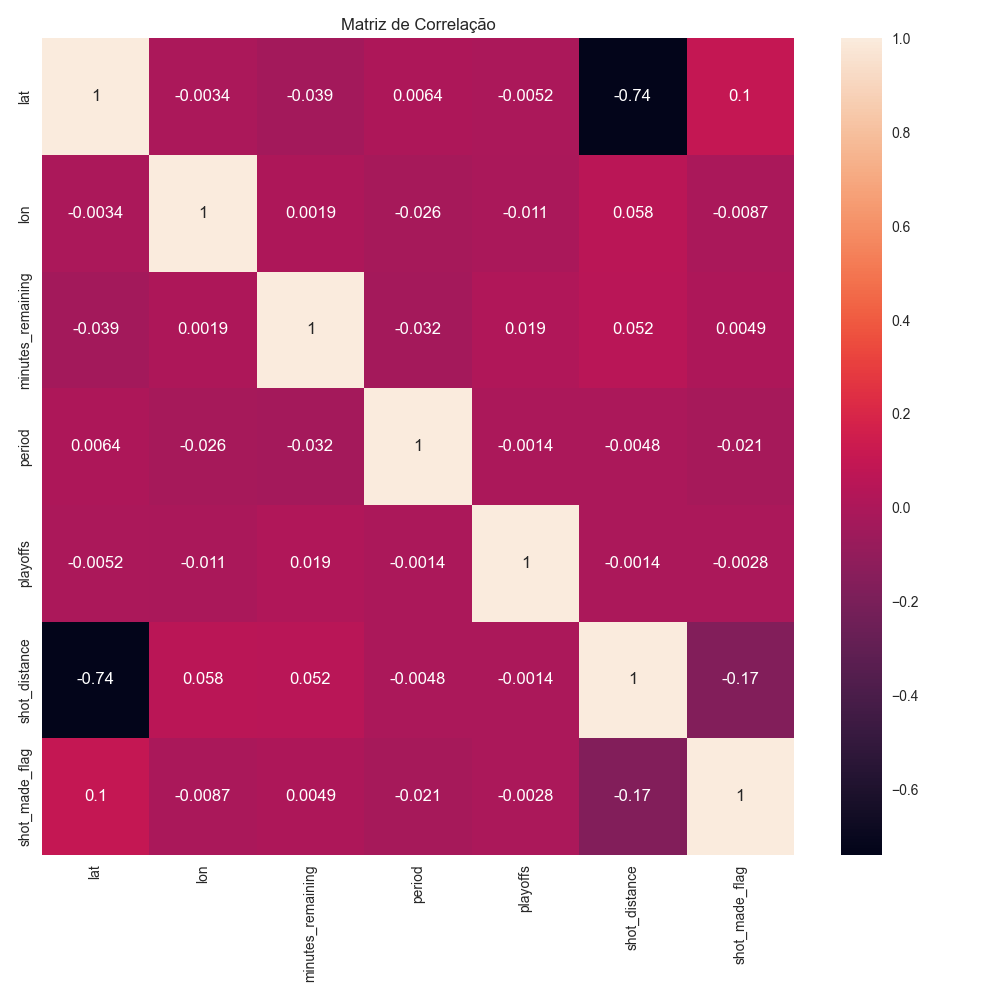 Matriz de Correlação
lat 1 -0.0034 -0.039 0.0064 -0.0052 -0.74 0.1
lon -0.0034 1 0.0019 -0.026 -0.011 0.058 -0.0087
minutes_remaining -0.039 0.0019 1 -0.032 0.019 0.052 0.0049
period 0.0064 -0.026 -0.032 1 -0.0014 -0.0048 -0.021
playoffs -0.0052 -0.011 0.019 -0.0014 1 -0.0014 -0.0028
shot_distance -0.74 0.058 0.052 -0.0048 -0.0014 1 -0.17
shot_made_flag 0.1 -0.0087 0.0049 -0.021 -0.0028 -0.17 1
lat lon minutes_remaining period playoffs shot_distance shot_made_flag
1.0
0.8
0.6
0.4
0.2
0.0
−0.2
−0.4
−0.6